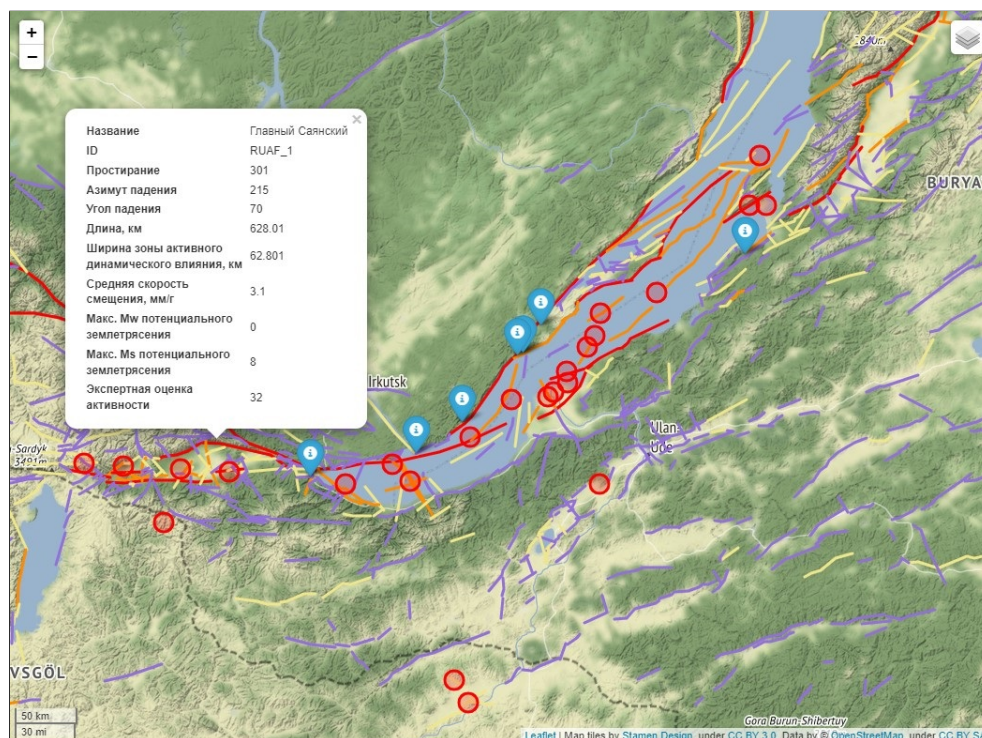 +
−
2840m
Название Главный Саянский
ID RUAF_1
Простирание 301
Азимут падения 215
Угол падения 70
Длина, км 628.01
Ширина зоны активного
динамического влияния, км 62.801
Средняя скорость
смещения, мм/г 3.1
Макс. Mw потенциального
землетрясения 0
Макс. Ms потенциального
землетрясения 8
Экспертная оценка
активности 32
×
BURYA
Irkutsk
Ulan-
Ude
-Sardyk
3491m
VSGÖL
50 km
30 mi
Gora Burun-Shibertuy
Leaflet | Map tiles by Stamen Design, under CC BY 3.0. Data by © OpenStreetMap, under CC BY SA